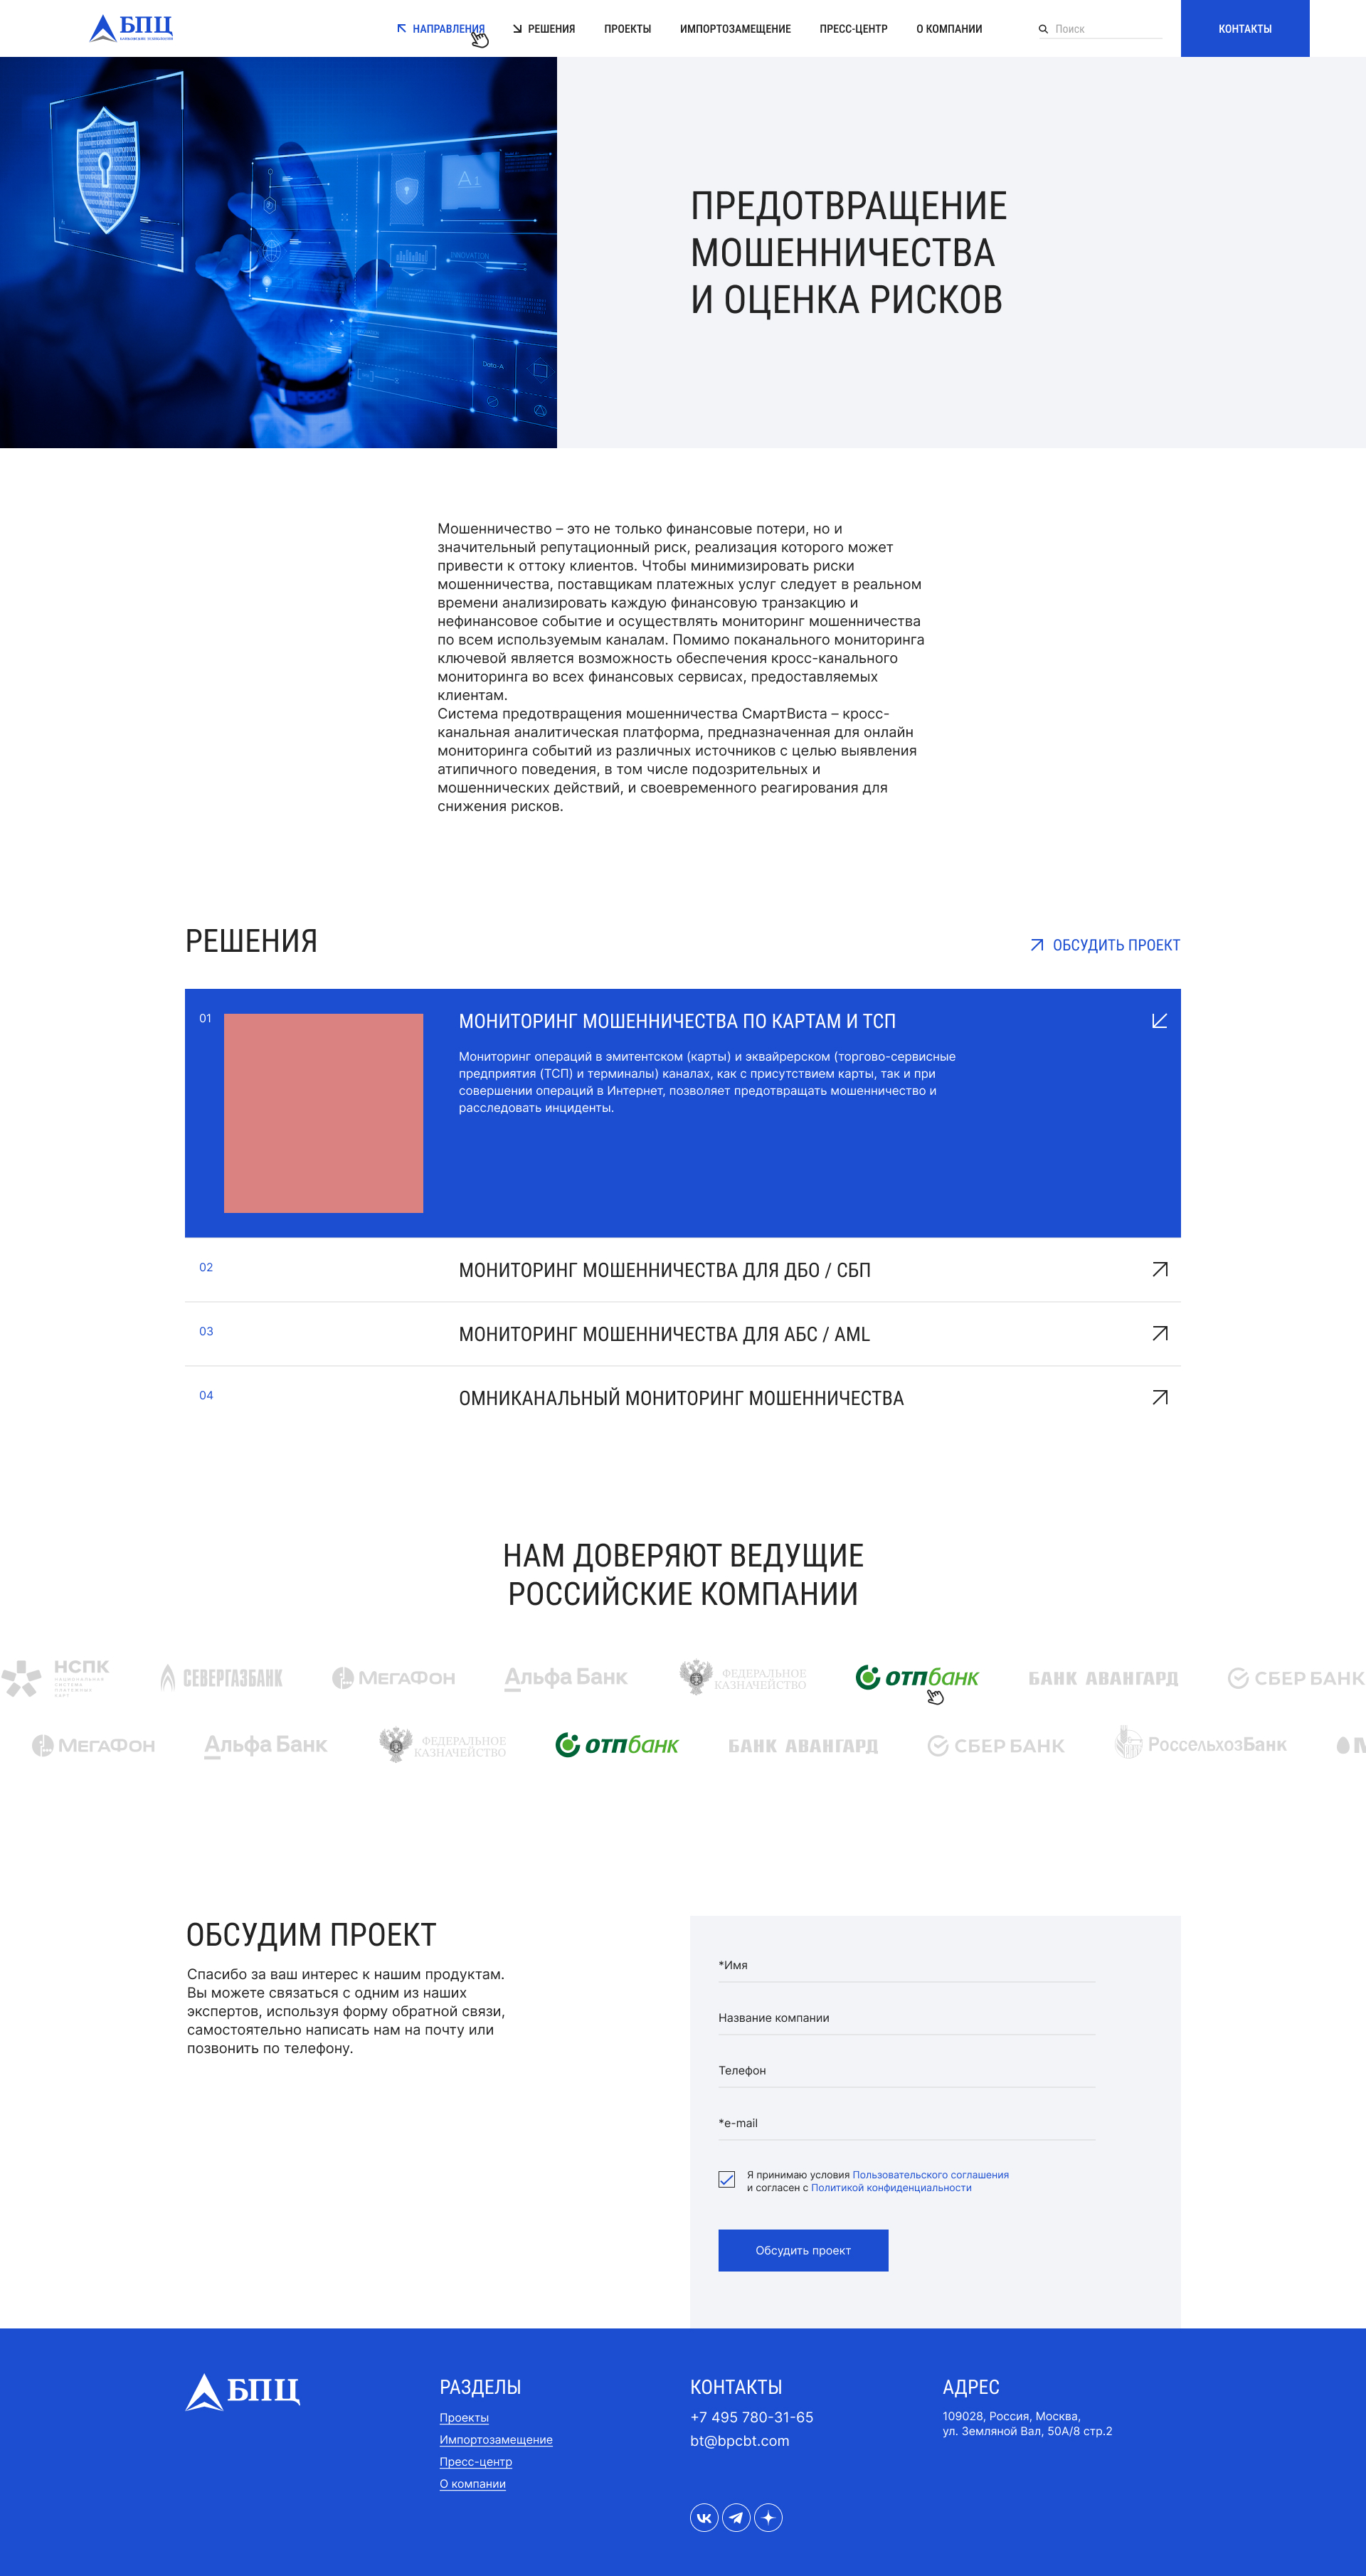 БПЦ
БАНКОВСКИЕ ТЕХНОЛОГИИ
НАПРАВЛЕНИЯ
РЕШЕНИЯ
ПРОЕКТЫ
ИМПОРТОЗАМЕЩЕНИЕ
ПРЕСС-ЦЕНТР
О КОМПАНИИ
Поиск
КОНТАКТЫ
A1
INNOVATION
Data-A
ПРЕДОТВРАЩЕНИЕ
МОШЕННИЧЕСТВА
И ОЦЕНКА РИСКОВ
Мошенничество – это не только финансовые потери, но и
значительный репутационный риск, реализация которого может
привести к оттоку клиентов. Чтобы минимизировать риски
мошенничества, поставщикам платежных услуг следует в реальном
времени анализировать каждую финансовую транзакцию и
нефинансовое событие и осуществлять мониторинг мошенничества
по всем используемым каналам. Помимо поканального мониторинга
ключевой является возможность обеспечения кросс-канального
мониторинга во всех финансовых сервисах, предоставляемых
клиентам.
Система предотвращения мошенничества СмартВиста – кросс-
канальная аналитическая платформа, предназначенная для онлайн
мониторинга событий из различных источников с целью выявления
атипичного поведения, в том числе подозрительных и
мошеннических действий, и своевременного реагирования для
снижения рисков.
РЕШЕНИЯ
ОБСУДИТЬ ПРОЕКТ
01
МОНИТОРИНГ МОШЕННИЧЕСТВА ПО КАРТАМ И ТСП
Мониторинг операций в эмитентском (карты) и эквайрерском (торгово-сервисные
предприятия (ТСП) и терминалы) каналах, как с присутствием карты, так и при
совершении операций в Интернет, позволяет предотвращать мошенничество и
расследовать инциденты.
02
МОНИТОРИНГ МОШЕННИЧЕСТВА ДЛЯ ДБО / СБП
03
МОНИТОРИНГ МОШЕННИЧЕСТВА ДЛЯ АБС / AML
04
ОМНИКАНАЛЬНЫЙ МОНИТОРИНГ МОШЕННИЧЕСТВА
НАМ ДОВЕРЯЮТ ВЕДУЩИЕ
РОССИЙСКИЕ КОМПАНИИ
НСПК
НАЦИОНАЛЬНАЯ
СИСТЕМА
ПЛАТЕЖНЫХ
КАРТ
СЕВЕРГАЗБАНК
МЕГАФОН
Альфа Банк
ФЕДЕРАЛЬНОЕ
КАЗНАЧЕЙСТВО
ОТПбанк
БАНК АВАНГАРД
СБЕР БАНК
МЕГАФОН
Альфа Банк
ФЕДЕРАЛЬНОЕ
КАЗНАЧЕЙСТВО
ОТПбанк
БАНК АВАНГАРД
СБЕР БАНК
РоссельхозБанк
ОБСУДИМ ПРОЕКТ
Спасибо за ваш интерес к нашим продуктам.
Вы можете связаться с одним из наших
экспертов, используя форму обратной связи,
самостоятельно написать нам на почту или
позвонить по телефону.
*Имя
Название компании
Телефон
*e-mail
Я принимаю условия Пользовательского соглашения
и согласен с Политикой конфиденциальности
Обсудить проект
БПЦ
РАЗДЕЛЫ
Проекты
Импортозамещение
Пресс-центр
О компании
КОНТАКТЫ
+7 495 780-31-65
bt@bpcbt.com
АДРЕС
109028, Россия, Москва,
ул. Земляной Вал, 50А/8 стр.2